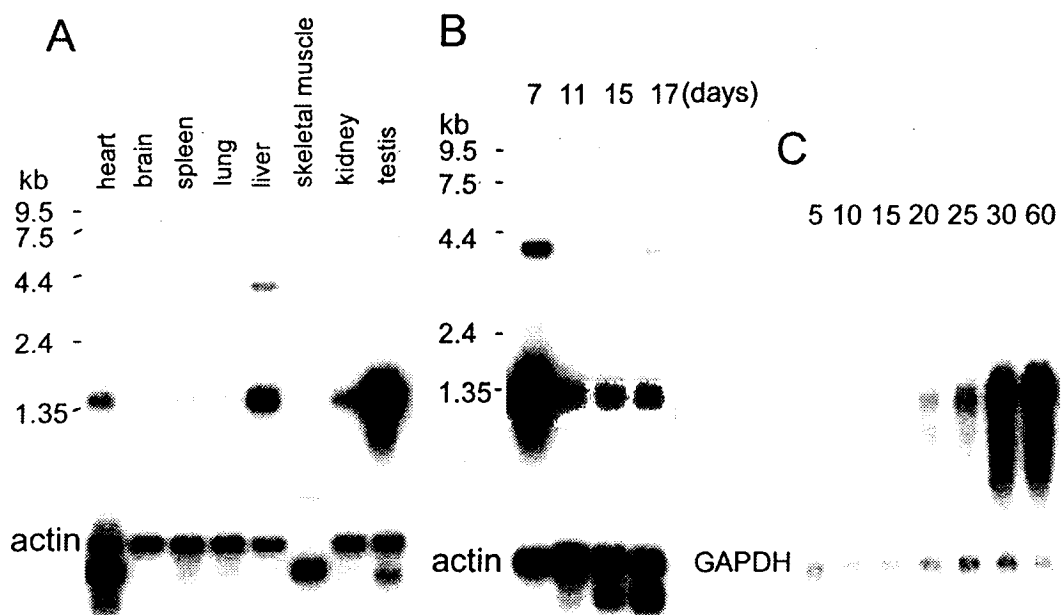 A
kb
9.5 -
7.5 -
4.4 -
2.4 -
1.35 -
heart
brain
spleen
lung
liver
skeletal muscle
kidney
testis
actin
B
7 11 15 17(days)
kb
9.5 -
7.5 -
4.4 -
2.4 -
1.35 -
actin
C
5 10 15 20 25 30 60
GAPDH